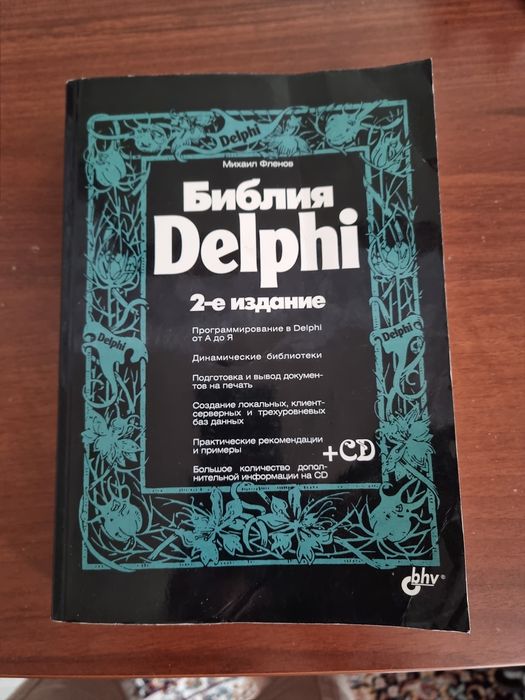 Delphi
Михаил Фленов
Библия
Delphi
2-е издание
Delphi
Delphi
Программирование в Delphi
от А до Я
Динамические библиотеки
Подготовка и вывод докумен-
тов на печать
Создание локальных, клиент-
серверных и трехуровневых
баз данных
Практические рекомендации
и примеры
+CD
Большое количество допол-
нительной информации на CD
bhv®